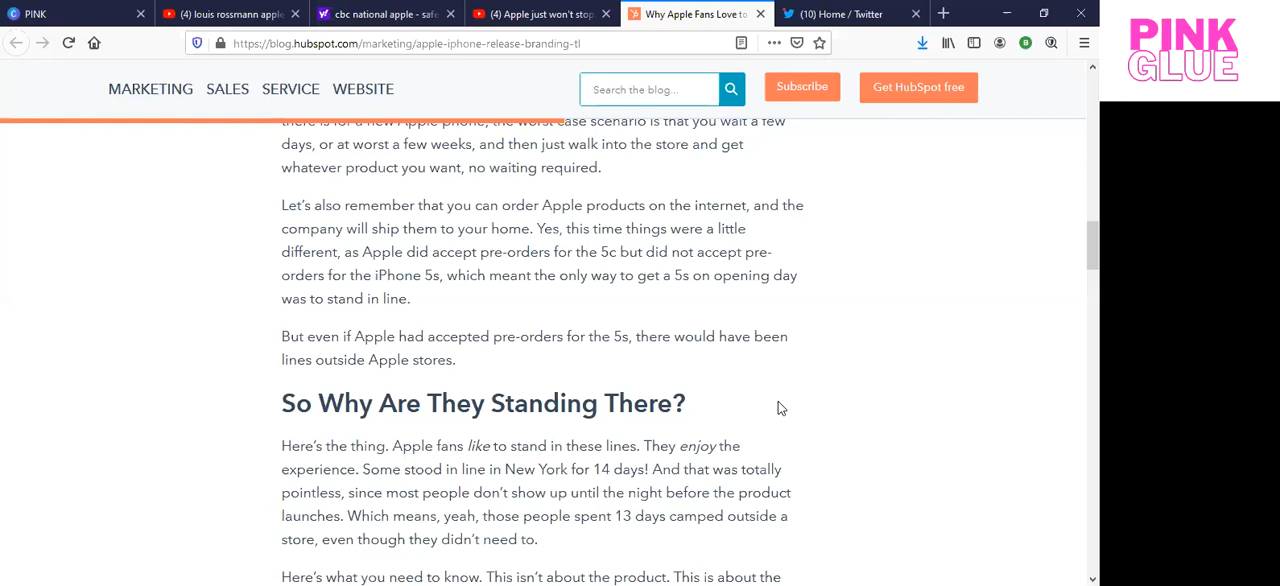 PINK
(4) louis rossmann appl
cbc national apple - safe
(4) Apple just won't stop
Why Apple Fans Love to
(10) Home / Twitter
PINK
GLUE
https://blog.hubspot.com/marketing/apple-iphone-release-branding-tl
MARKETING SALES SERVICE WEBSITE
Search the blog...
Subscribe
Get HubSpot free
there is for a new Apple phone, the worst case scenario is that you wait a few
days, or at worst a few weeks, and then just walk into the store and get
whatever product you want, no waiting required.
Let's also remember that you can order Apple products on the internet, and the
company will ship them to your home. Yes, this time things were a little
different, as Apple did accept pre-orders for the 5c but did not accept pre-
orders for the iPhone 5s, which meant the only way to get a 5s on opening day
was to stand in line.
But even if Apple had accepted pre-orders for the 5s, there would have been
lines outside Apple stores.
So Why Are They Standing There?
Here's the thing. Apple fans like to stand in these lines. They enjoy the
experience. Some stood in line in New York for 14 days! And that was totally
pointless, since most people don't show up until the night before the product
launches. Which means, yeah, those people spent 13 days camped outside a
store, even though they didn't need to.
Here's what you need to know. This isn't about the product. This is about the